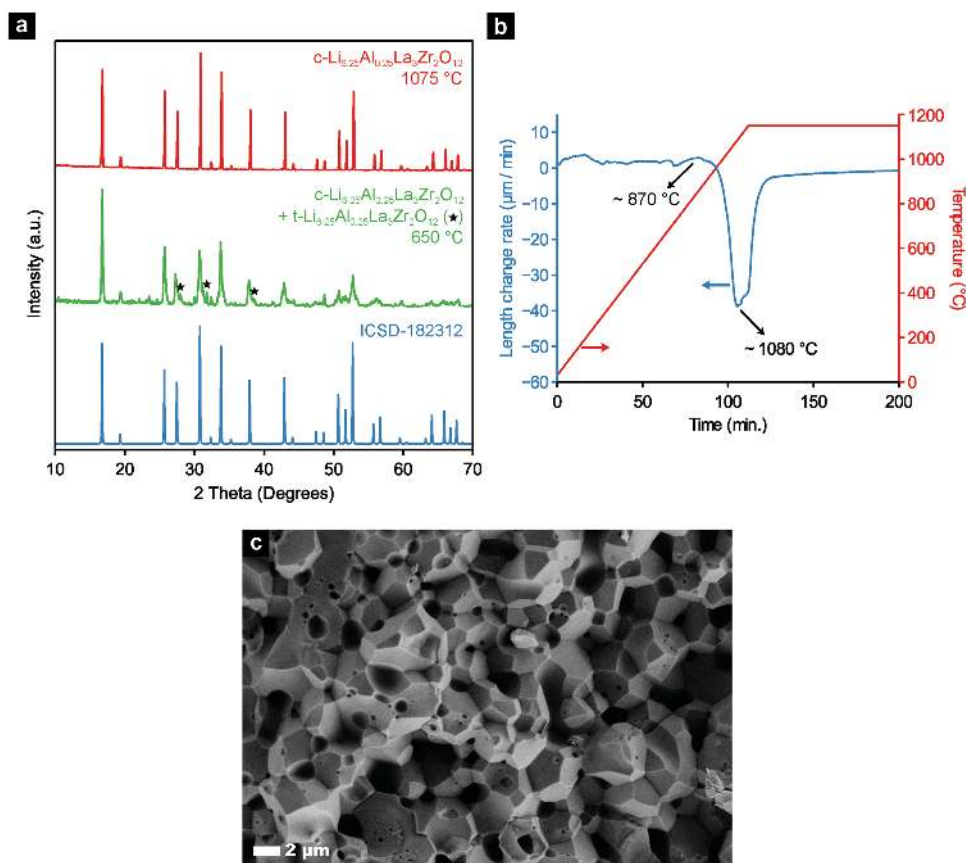 a
c-Li₆.₂₅Al₀.₂₅La₃Zr₂O₁₂
1075 °C
c-Li₆.₂₅Al₀.₂₅La₃Zr₂O₁₂
+ t-Li₆.₂₅Al₀.₂₅La₃Zr₂O₁₂ (★)
650 °C
ICSD-182312
Intensity (a.u.)
10 20 30 40 50 60 70
2 Theta (Degrees)
b
Length change rate (μm / min)
10
0
−10
−20
−30
−40
−50
−60
~ 870 °C
~ 1080 °C
1200
1000
800
600
400
200
0
Temperature (°C)
0 50 100 150 200
Time (min.)
c
2 μm